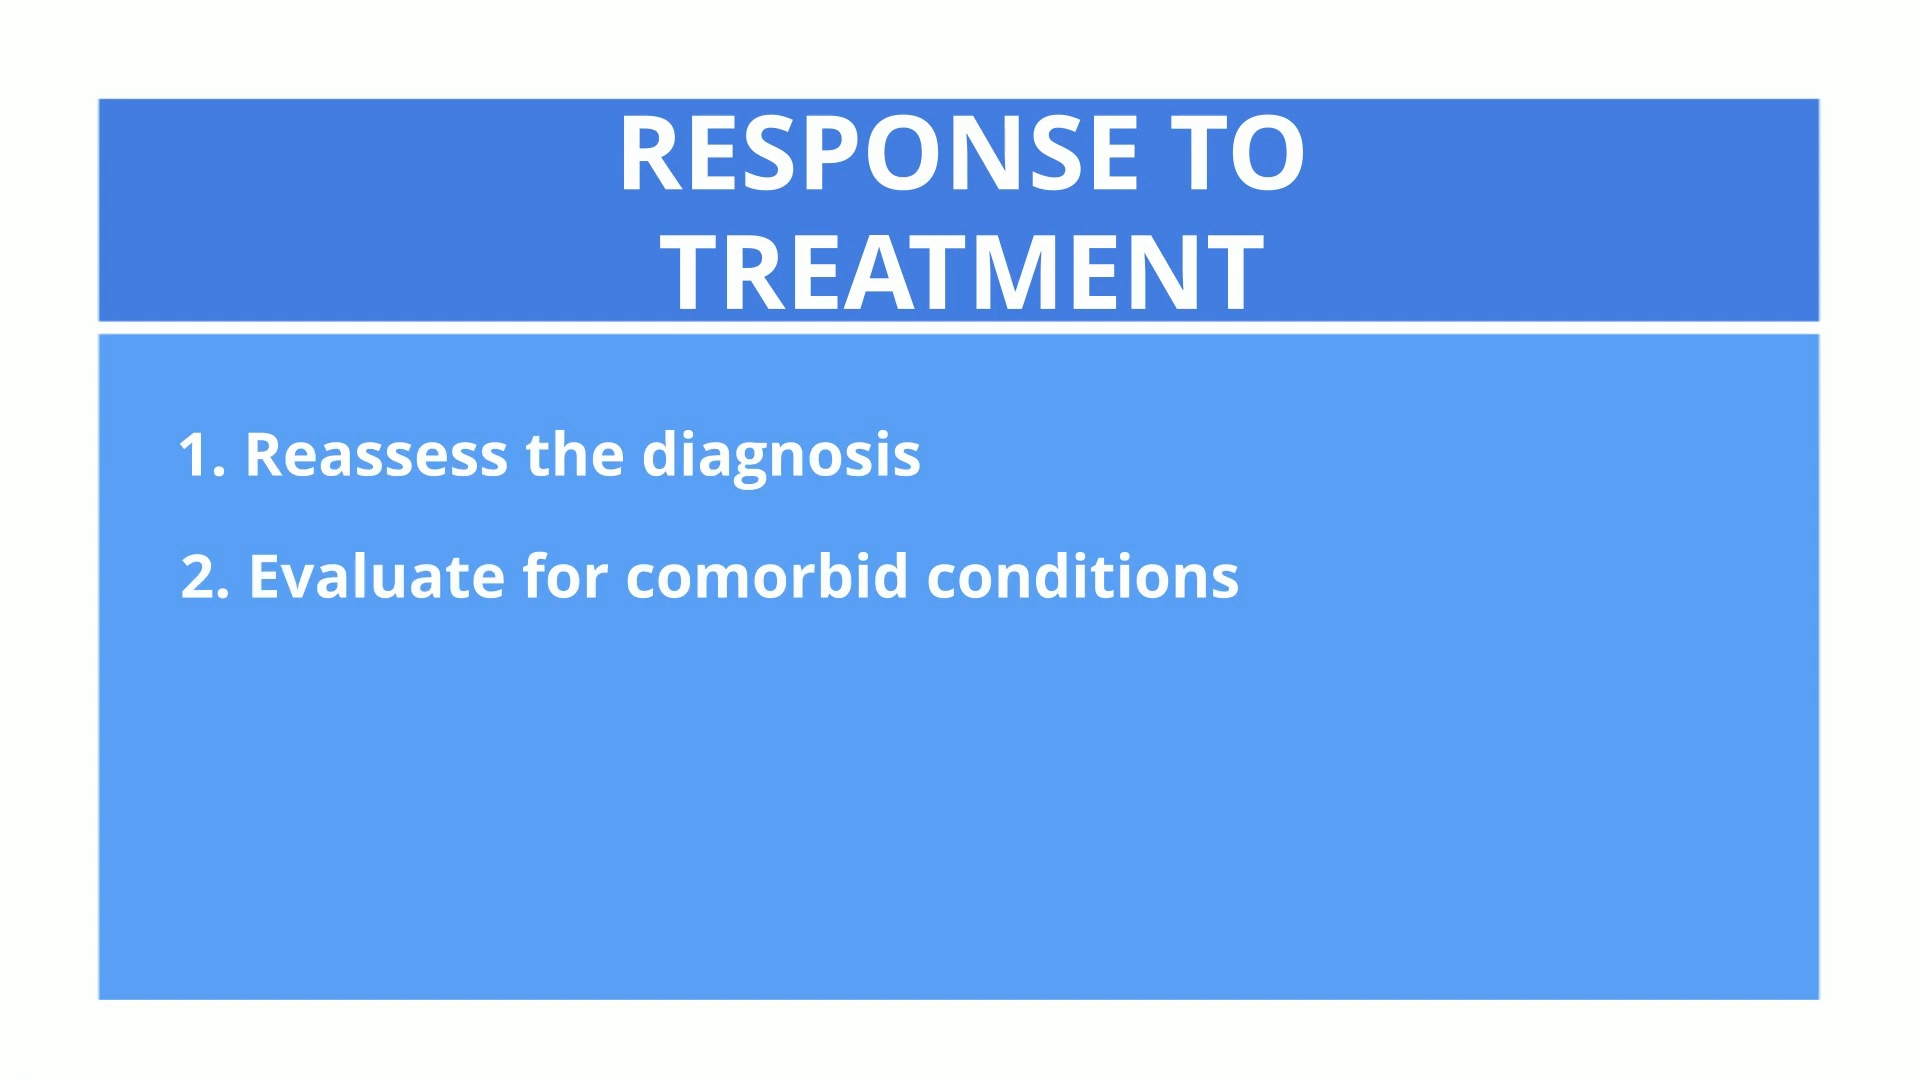 RESPONSE TO
TREATMENT
1. Reassess the diagnosis
2. Evaluate for comorbid conditions